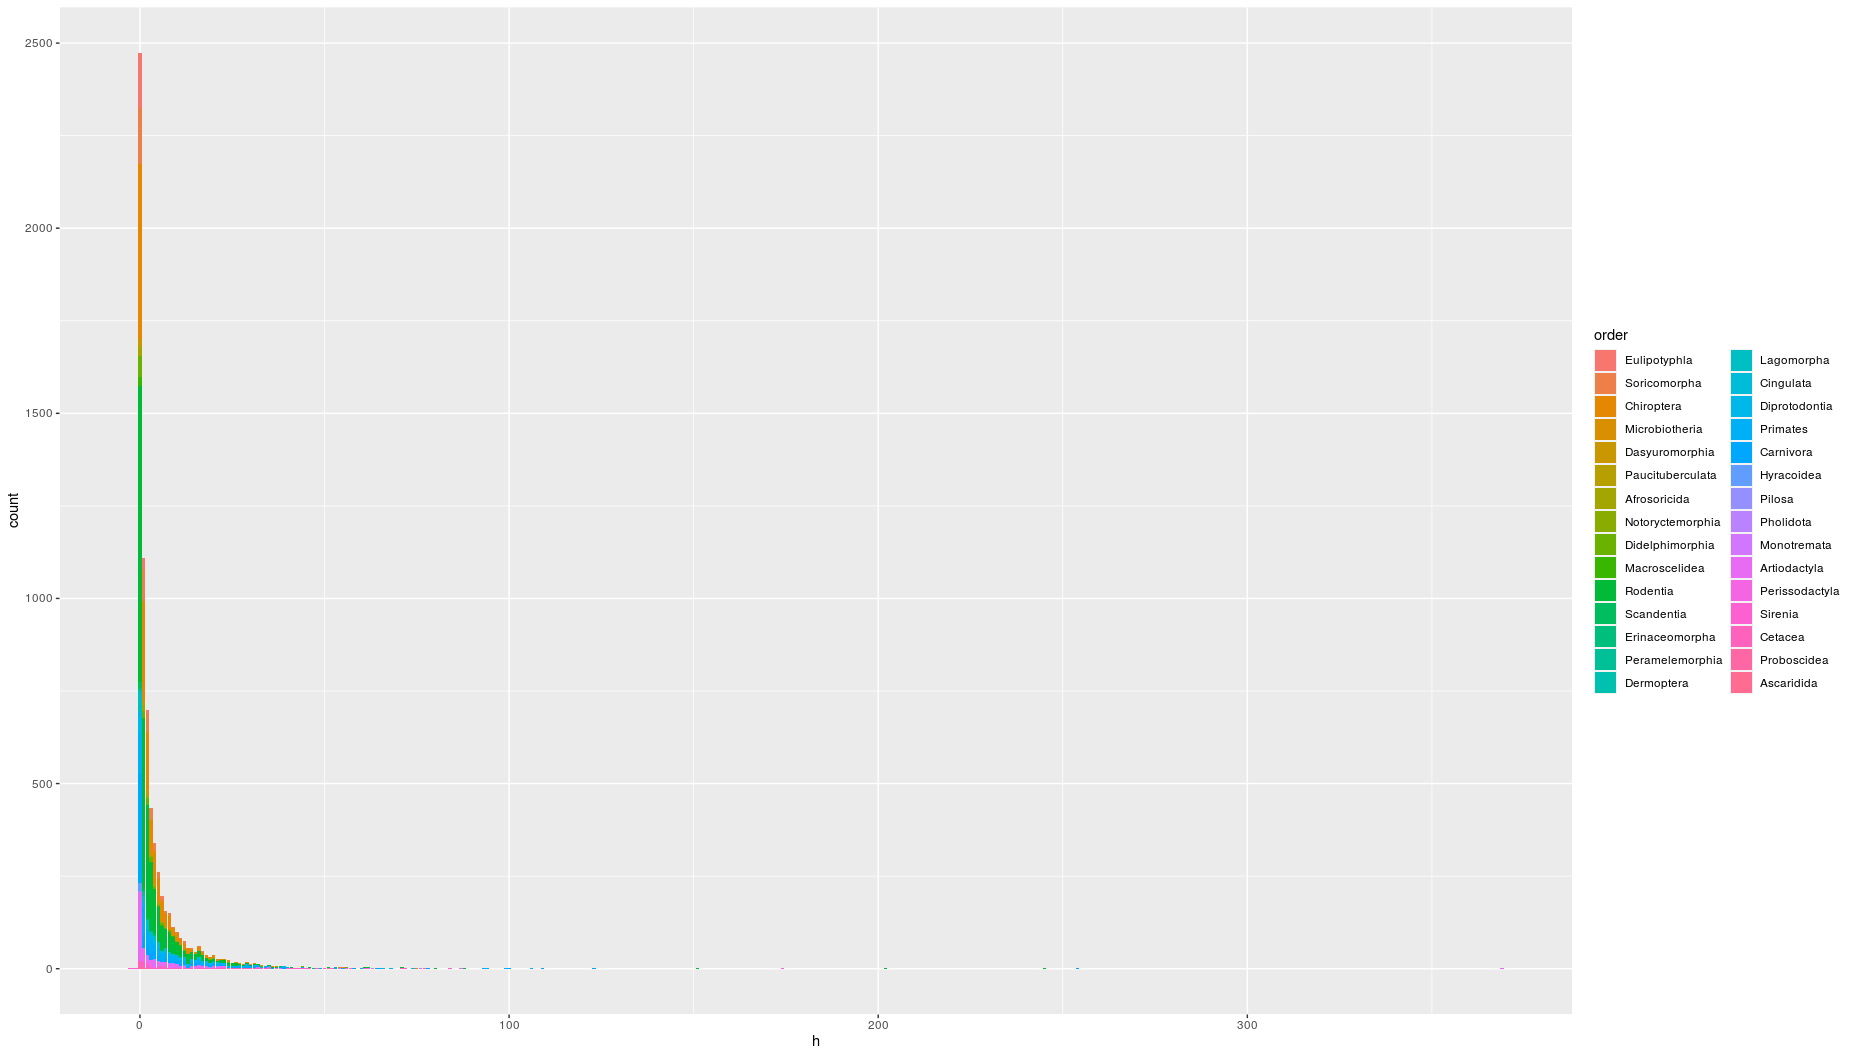 2500
2000
1500
1000
500
0
count
0 100 200 300
h
order
Eulipotyphla Lagomorpha
Soricomorpha Cingulata
Chiroptera Diprotodontia
Microbiotheria Primates
Dasyuromorphia Carnivora
Paucituberculata Hyracoidea
Afrosoricida Pilosa
Notoryctemorphia Pholidota
Didelphimorphia Monotremata
Macroscelidea Artiodactyla
Rodentia Perissodactyla
Scandentia Sirenia
Erinaceomorpha Cetacea
Peramelemorphia Proboscidea
Dermoptera Ascaridida